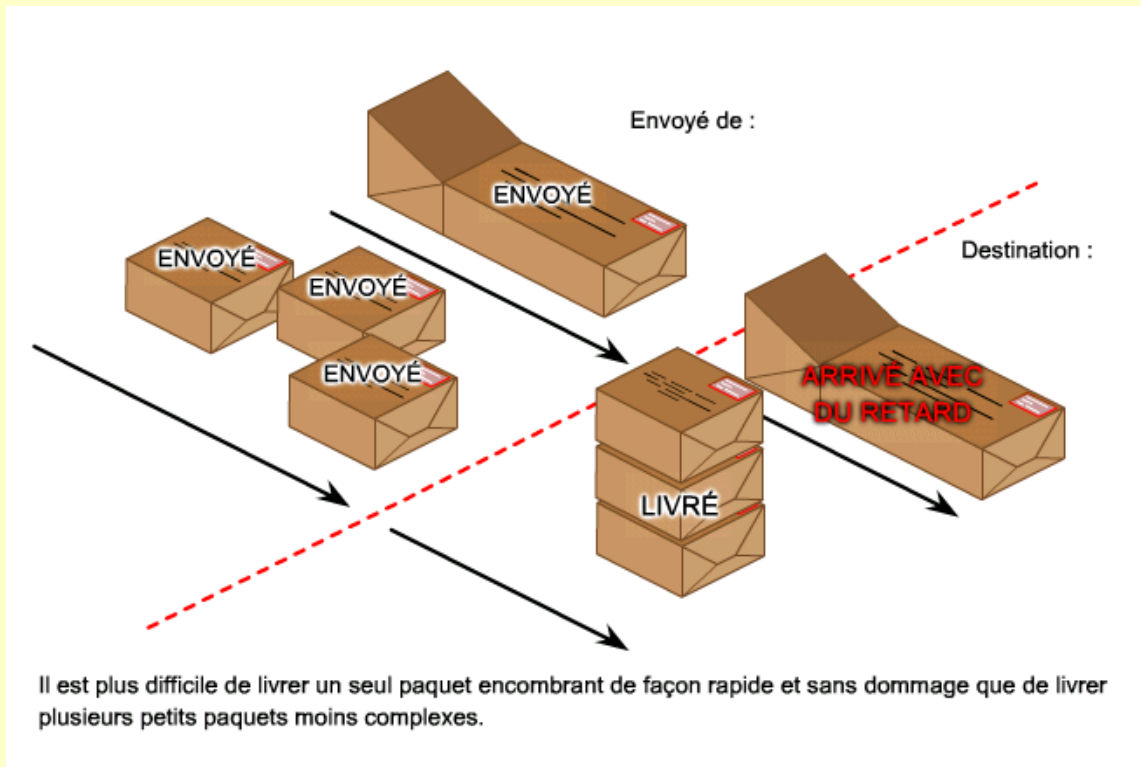 Envoyé de :
ENVOYÉ
ENVOYÉ
ENVOYÉ
ENVOYÉ
Destination :
ARRIVÉ AVEC
DU RETARD
LIVRÉ
Il est plus difficile de livrer un seul paquet encombrant de façon rapide et sans dommage que de livrer
plusieurs petits paquets moins complexes.